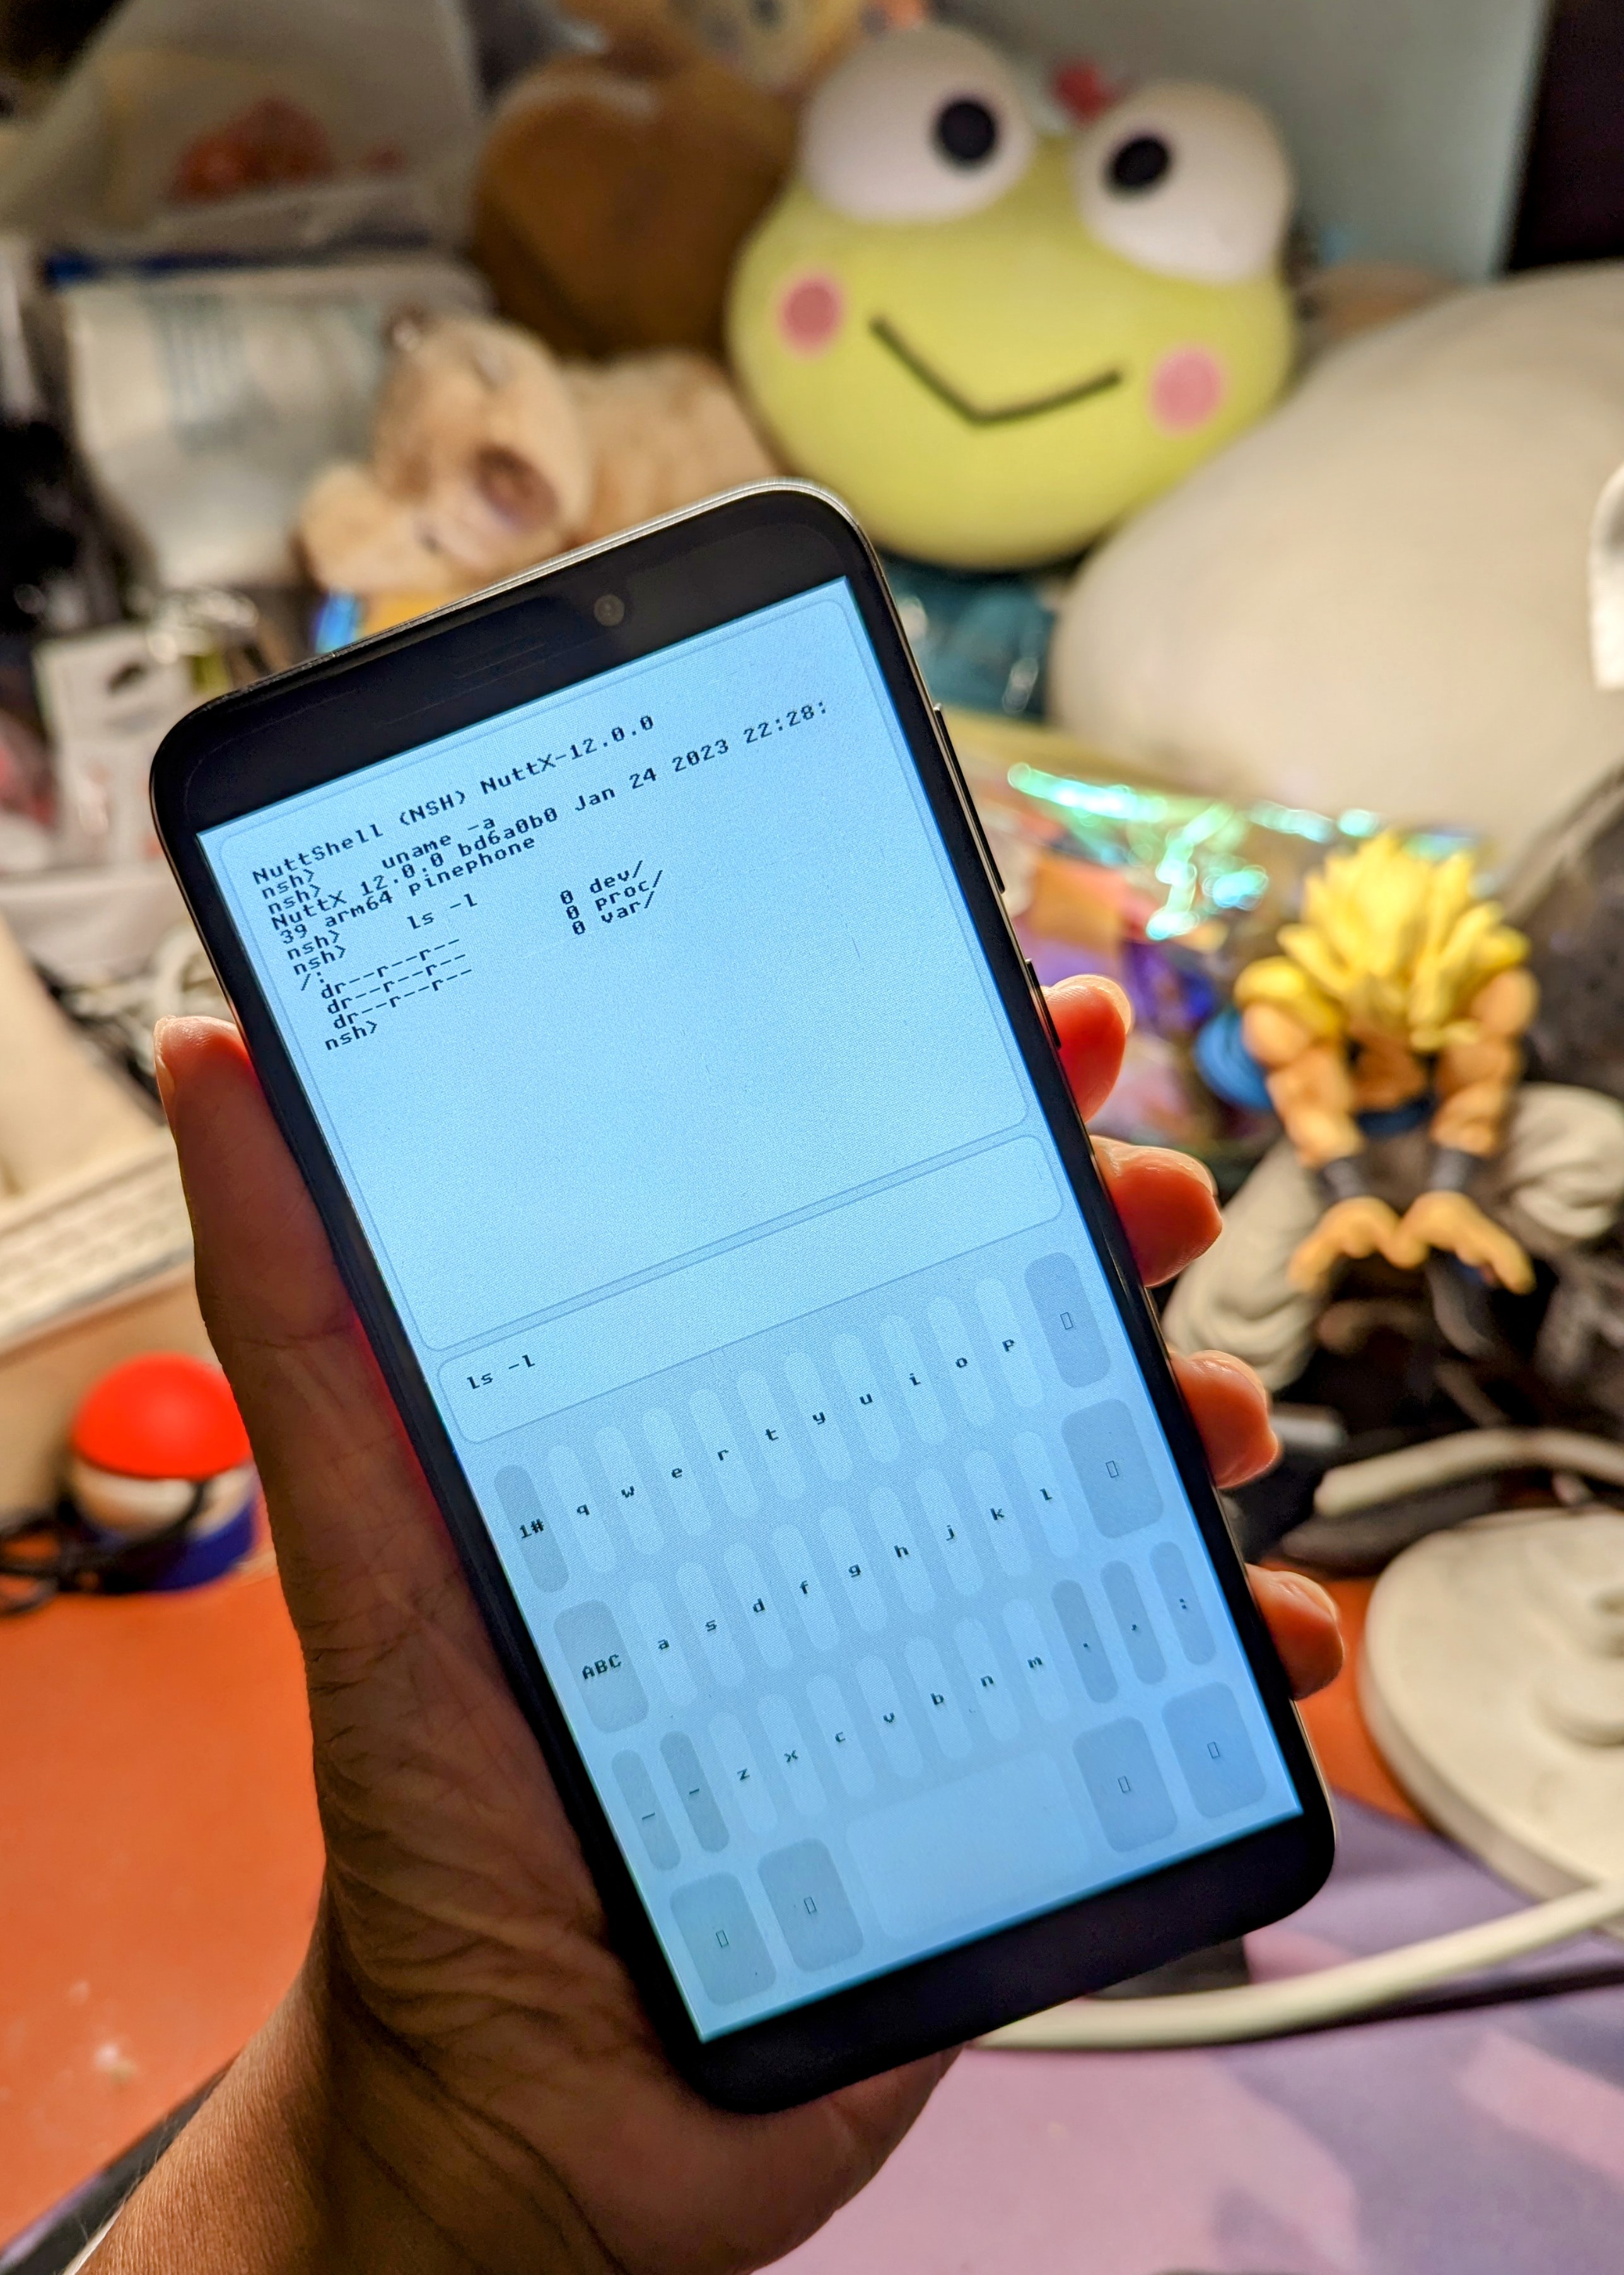 NuttShell (NSH) NuttX-12.0.0
nsh>
nsh> uname -a
NuttX 12.0.0 bd6a0b0 Jan 24 2023 22:28:
39 arm64 pinephone
nsh>
nsh> ls -l
/:
dr--r--r-- 0 dev/
dr--r--r-- 0 proc/
dr--r--r-- 0 var/
nsh>
ls -l
1# q w e r t y u i o p
ABC a s d f g h j k l
_ - z x c v b n m . , :